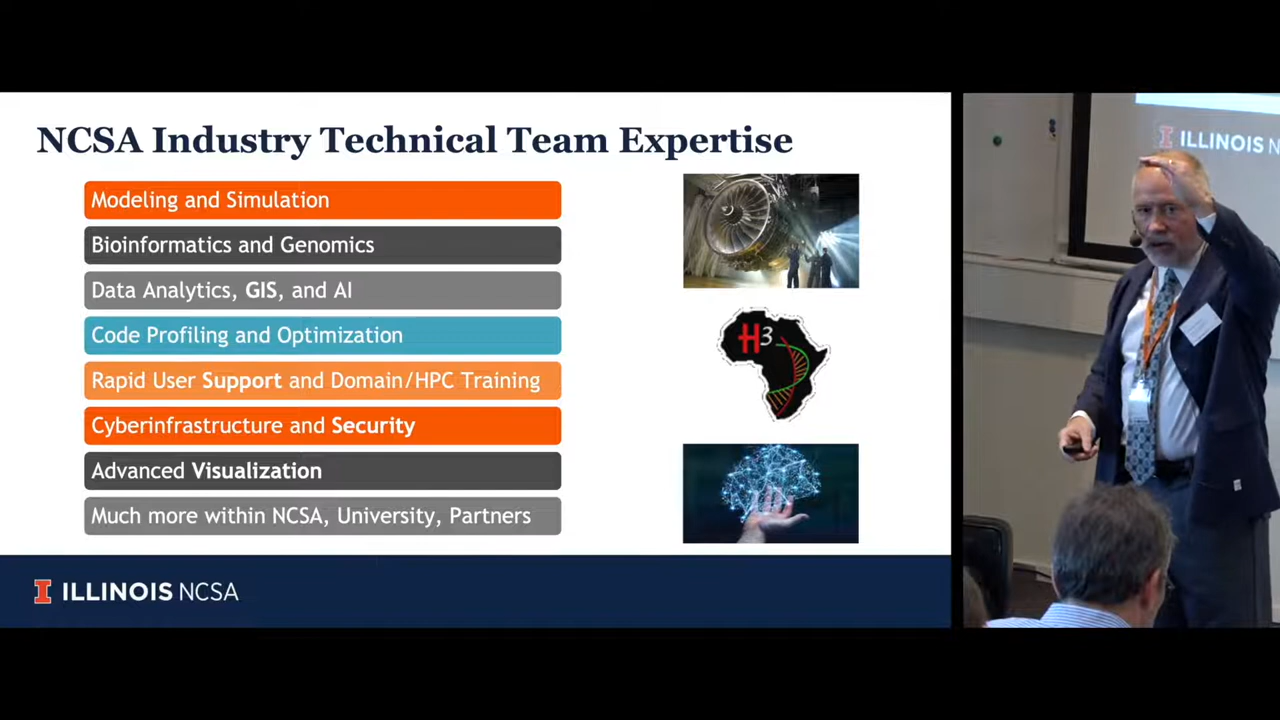 NCSA Industry Technical Team Expertise
Modeling and Simulation
Bioinformatics and Genomics
Data Analytics, GIS, and AI
Code Profiling and Optimization
Rapid User Support and Domain/HPC Training
Cyberinfrastructure and Security
Advanced Visualization
Much more within NCSA, University, Partners
H3
I ILLINOIS NCSA
I ILLINOIS N